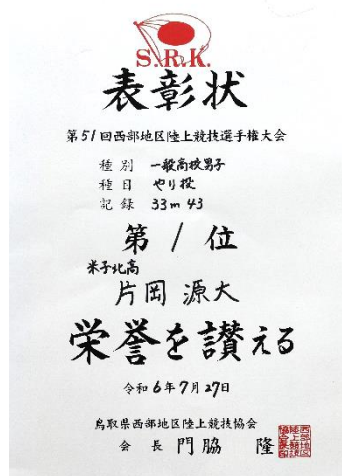 S.R.K.
表彰状
第51回西部地区陸上競技選手権大会
種別 一般高校男子
種目 やり投
記録 33m43
第1位
米子北高
片岡 源大
栄誉を讃える
令和6年7月27日
鳥取県西部地区陸上競技協会
会長 門脇 隆